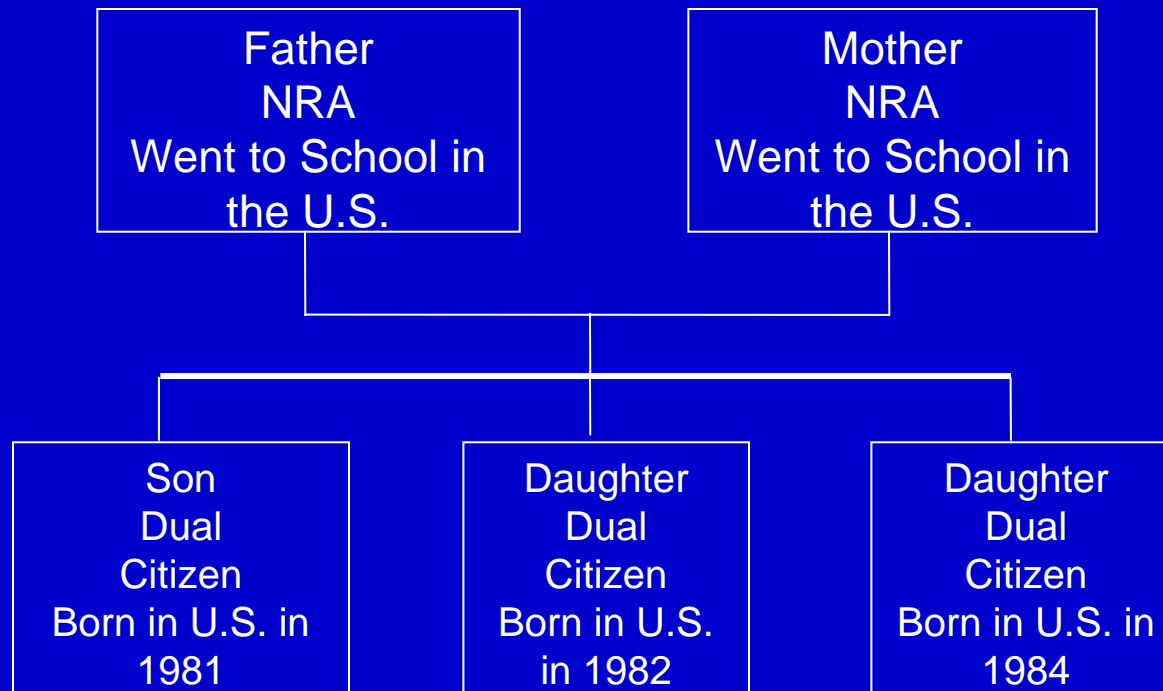 Father
NRA
Went to School in
the U.S.
Mother
NRA
Went to School in
the U.S.
Son
Dual
Citizen
Born in U.S. in
1981
Daughter
Dual
Citizen
Born in U.S.
in 1982
Daughter
Dual
Citizen
Born in U.S. in
1984